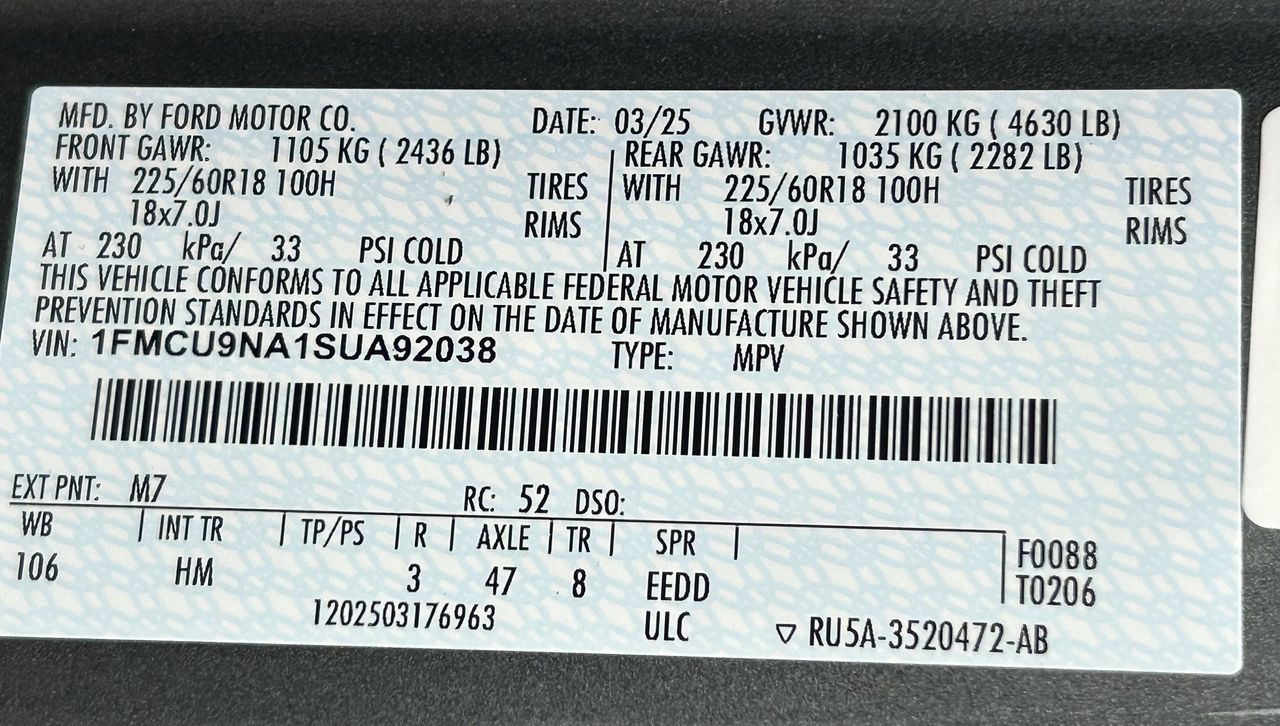 MFD. BY FORD MOTOR CO. DATE: 03/25 GVWR: 2100 KG ( 4630 LB)
FRONT GAWR: 1105 KG ( 2436 LB) REAR GAWR: 1035 KG ( 2282 LB)
WITH 225/60R18 100H TIRES WITH 225/60R18 100H TIRES
18x7.0J RIMS 18x7.0J RIMS
AT 230 kPa/ 33 PSI COLD AT 230 kPa/ 33 PSI COLD
THIS VEHICLE CONFORMS TO ALL APPLICABLE FEDERAL MOTOR VEHICLE SAFETY AND THEFT
PREVENTION STANDARDS IN EFFECT ON THE DATE OF MANUFACTURE SHOWN ABOVE.
VIN: 1FMCU9NA1SUA92038 TYPE: MPV
EXT PNT: M7 RC: 52 DSO:
WB INT TR TP/PS R AXLE TR SPR F0088
106 HM 3 47 8 EEDD T0206
1202503176963 ULC ▽ RU5A-3520472-AB